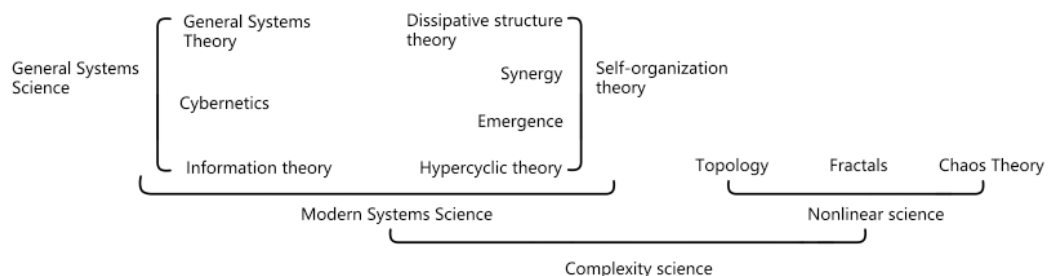 General Systems
Theory
Dissipative structure
theory
General Systems
Science
Synergy
Self-organization
theory
Cybernetics
Emergence
Information theory
Hypercyclic theory
Topology
Fractals
Chaos Theory
Modern Systems Science
Nonlinear science
Complexity science